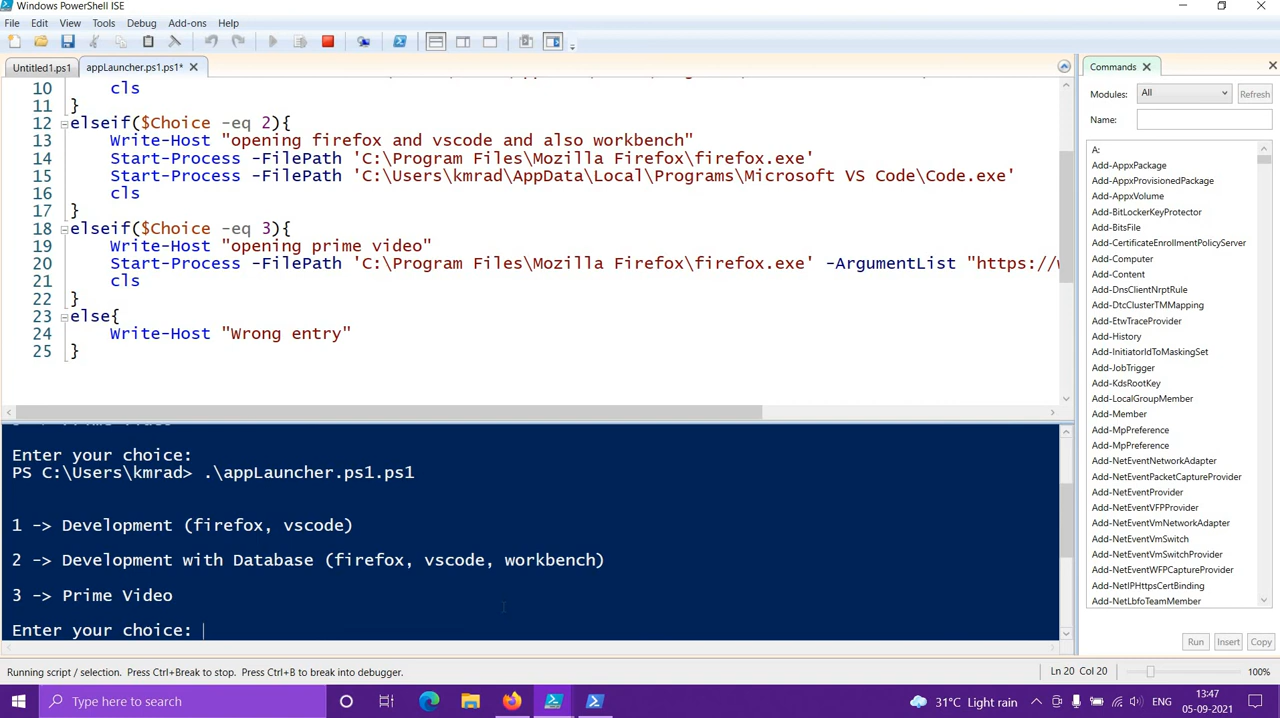 Windows PowerShell ISE
File Edit View Tools Debug Add-ons Help
Untitled1.ps1 appLauncher.ps1.ps1*
10 cls
11 }
12 elseif($Choice -eq 2){
13 Write-Host "opening firefox and vscode and also workbench"
14 Start-Process -FilePath 'C:\Program Files\Mozilla Firefox\firefox.exe'
15 Start-Process -FilePath 'C:\Users\kmrad\AppData\Local\Programs\Microsoft VS Code\Code.exe'
16 cls
17 }
18 elseif($Choice -eq 3){
19 Write-Host "opening prime video"
20 Start-Process -FilePath 'C:\Program Files\Mozilla Firefox\firefox.exe' -ArgumentList "https://
21 cls
22 }
23 else{
24 Write-Host "Wrong entry"
25 }
Enter your choice:
PS C:\Users\kmrad> .\appLauncher.ps1.ps1
1 -> Development (firefox, vscode)
2 -> Development with Database (firefox, vscode, workbench)
3 -> Prime Video
Enter your choice:
Commands
Modules: All Refresh
Name:
A:
Add-AppxPackage
Add-AppxProvisionedPackage
Add-AppxVolume
Add-BitLockerKeyProtector
Add-BitsFile
Add-CertificateEnrollmentPolicyServer
Add-Computer
Add-Content
Add-DnsClientNrptRule
Add-DtcClusterTMMapping
Add-EtwTraceProvider
Add-History
Add-InitiatorIdToMaskingSet
Add-JobTrigger
Add-KdsRootKey
Add-LocalGroupMember
Add-Member
Add-MpPreference
Add-MpPreference
Add-NetEventNetworkAdapter
Add-NetEventPacketCaptureProvider
Add-NetEventProvider
Add-NetEventVFPProvider
Add-NetEventVmNetworkAdapter
Add-NetEventVmSwitch
Add-NetEventVmSwitchProvider
Add-NetEventWFPCaptureProvider
Add-NetIPHttpsCertBinding
Add-NetLbfoTeamMember
Run Insert Copy
Running script / selection. Press Ctrl+Break to stop. Press Ctrl+B to break into debugger.
Ln 20 Col 20
100%
Type here to search
31°C Light rain
ENG
13:47
05-09-2021